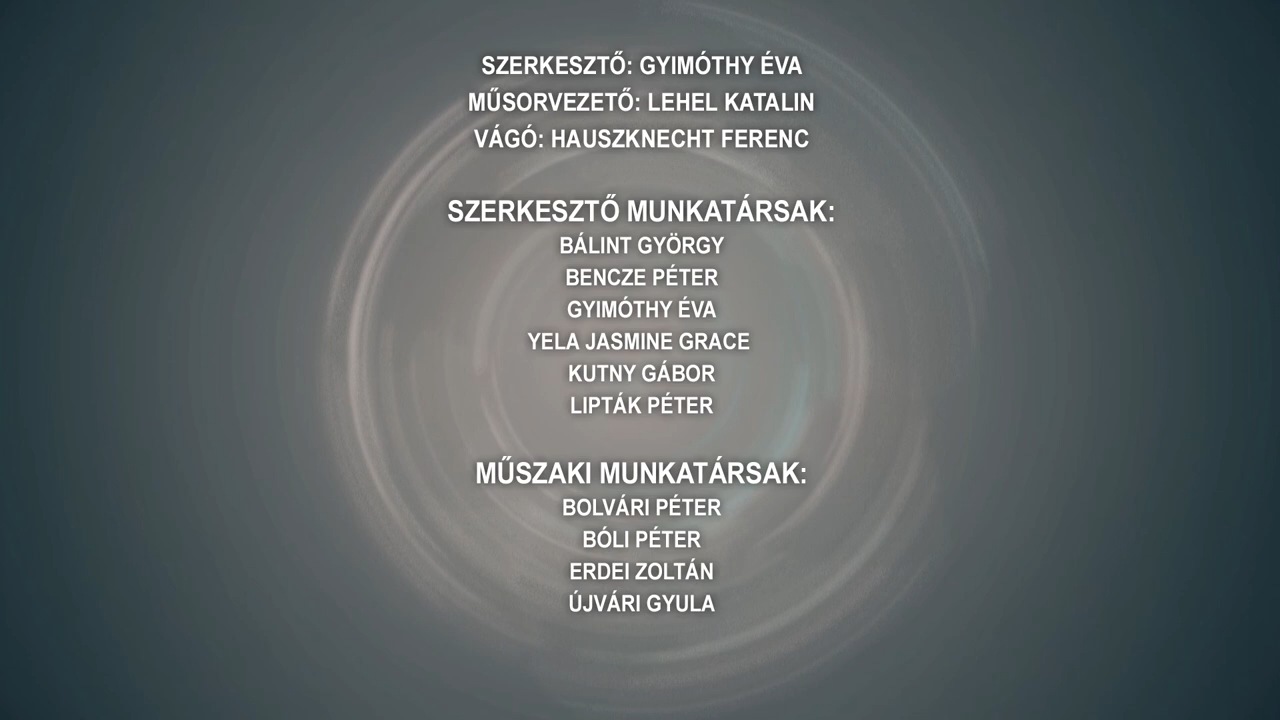 SZERKESZTŐ: GYIMÓTHY ÉVA
MŰSORVEZETŐ: LEHEL KATALIN
VÁGÓ: HAUSZKNECHT FERENC
SZERKESZTŐ MUNKATÁRSAK:
BÁLINT GYÖRGY
BENCZE PÉTER
GYIMÓTHY ÉVA
YELA JASMINE GRACE
KUTNY GÁBOR
LIPTÁK PÉTER
MŰSZAKI MUNKATÁRSAK:
BOLVÁRI PÉTER
BÓLI PÉTER
ERDEI ZOLTÁN
ÚJVÁRI GYULA